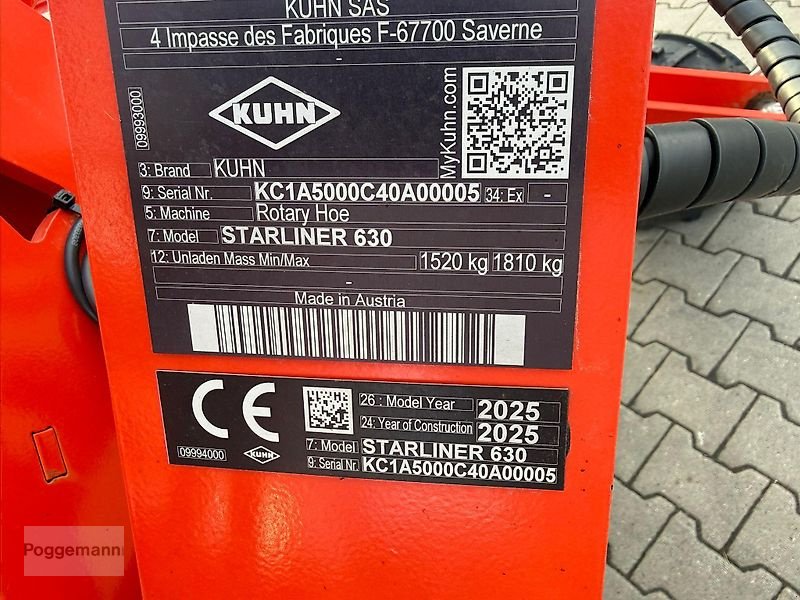 KUHN SAS
4 Impasse des Fabriques F-67700 Saverne
-
09993000
KUHN
MyKuhn.com
3: Brand KUHN
9: Serial Nr. KC1A5000C40A00005 34: Ex -
5: Machine Rotary Hoe
7: Model STARLINER 630
12: Unladen Mass Min/Max 1520 kg 1810 kg
-
Made in Austria
CE
26 : Model Year 2025
24: Year of Construction 2025
7: Model STARLINER 630
9: Serial Nr. KC1A5000C40A00005
09994000
KUHN
Poggemann